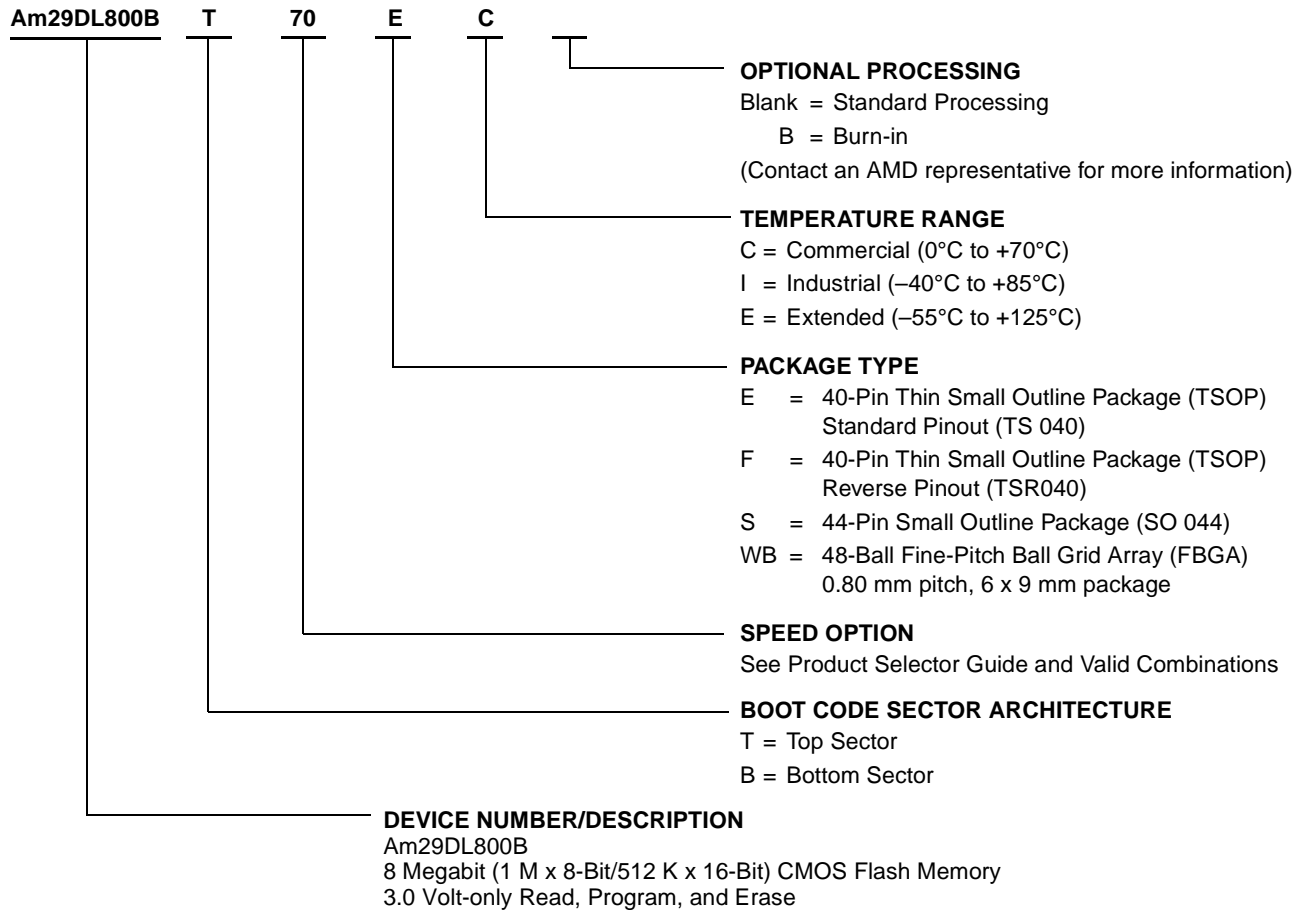 Am29DL800B T 70 E C
OPTIONAL PROCESSING
Blank = Standard Processing
B = Burn-in
(Contact an AMD representative for more information)
TEMPERATURE RANGE
C = Commercial (0°C to +70°C)
I = Industrial (–40°C to +85°C)
E = Extended (–55°C to +125°C)
PACKAGE TYPE
E = 40-Pin Thin Small Outline Package (TSOP)
Standard Pinout (TS 040)
F = 40-Pin Thin Small Outline Package (TSOP)
Reverse Pinout (TSR040)
S = 44-Pin Small Outline Package (SO 044)
WB = 48-Ball Fine-Pitch Ball Grid Array (FBGA)
0.80 mm pitch, 6 x 9 mm package
SPEED OPTION
See Product Selector Guide and Valid Combinations
BOOT CODE SECTOR ARCHITECTURE
T = Top Sector
B = Bottom Sector
DEVICE NUMBER/DESCRIPTION
Am29DL800B
8 Megabit (1 M x 8-Bit/512 K x 16-Bit) CMOS Flash Memory
3.0 Volt-only Read, Program, and Erase